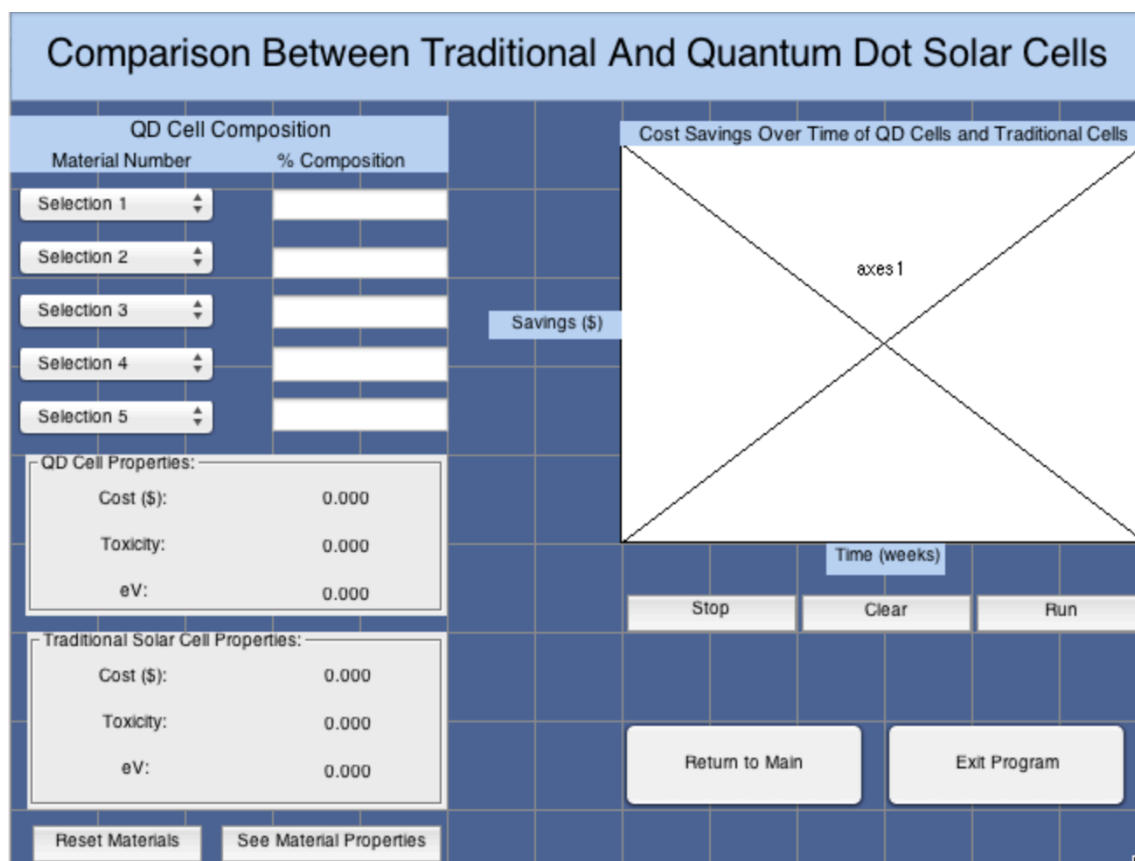 Comparison Between Traditional And Quantum Dot Solar Cells
QD Cell Composition
Material Number % Composition
Selection 1
Selection 2
Selection 3
Selection 4
Selection 5
QD Cell Properties:
Cost ($): 0.000
Toxicity: 0.000
eV: 0.000
Traditional Solar Cell Properties:
Cost ($): 0.000
Toxicity: 0.000
eV: 0.000
Reset Materials See Material Properties
Cost Savings Over Time of QD Cells and Traditional Cells
axes1
Savings ($)
Time (weeks)
Stop Clear Run
Return to Main Exit Program